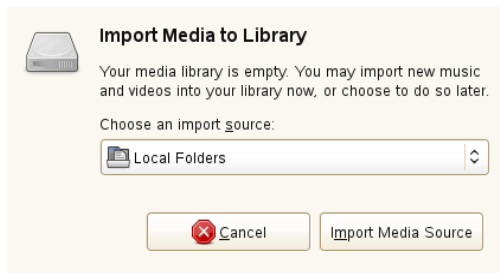 Import Media to Library
Your media library is empty. You may import new music
and videos into your library now, or choose to do so later.
Choose an import source:
Local Folders
Cancel
Import Media Source